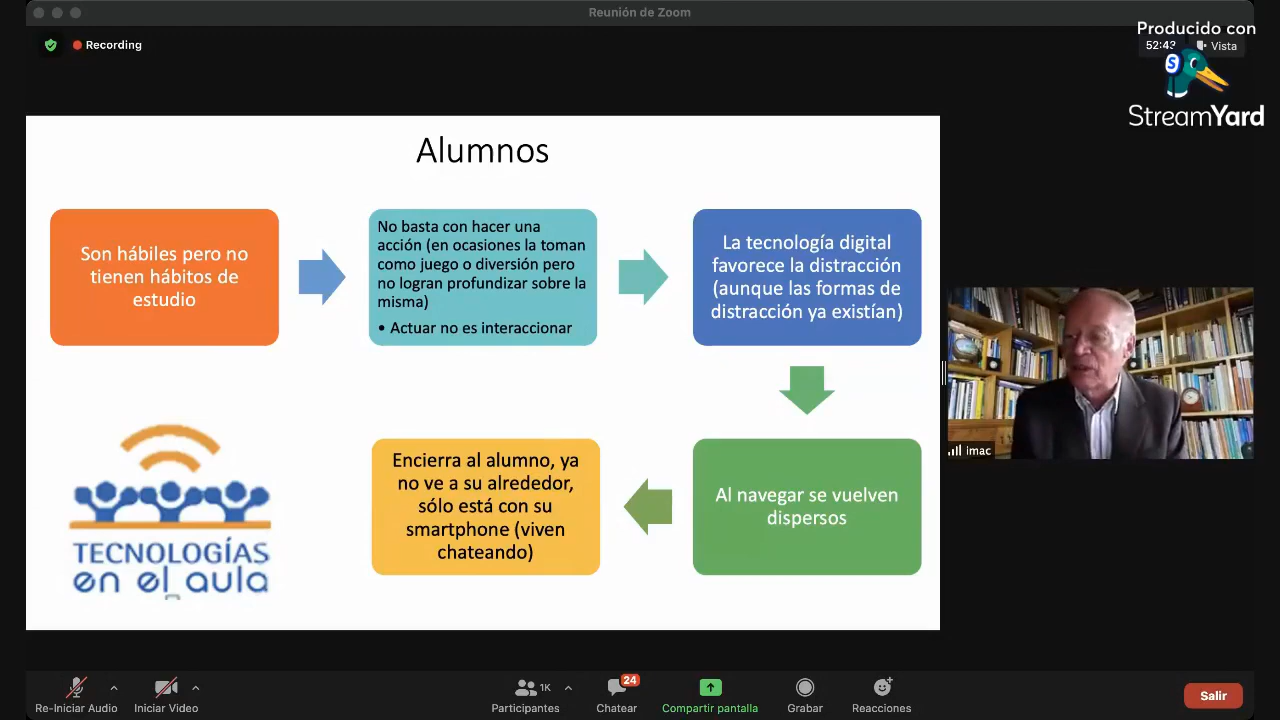 Reunión de Zoom
Recording
Producido con
52:43
Vista
StreamYard
Alumnos
Son hábiles pero no
tienen hábitos de
estudio
No basta con hacer una
acción (en ocasiones la toman
como juego o diversión pero
no logran profundizar sobre la
misma)
• Actuar no es interaccionar
La tecnología digital
favorece la distracción
(aunque las formas de
distracción ya existían)
Al navegar se vuelven
dispersos
Encierra al alumno, ya
no ve a su alrededor,
sólo está con su
smartphone (viven
chateando)
TECNOLOGÍAS
en el aula
imac
Re-Iniciar Audio
Iniciar Video
1K
Participantes
24
Chatear
Compartir pantalla
Grabar
Reacciones
Salir